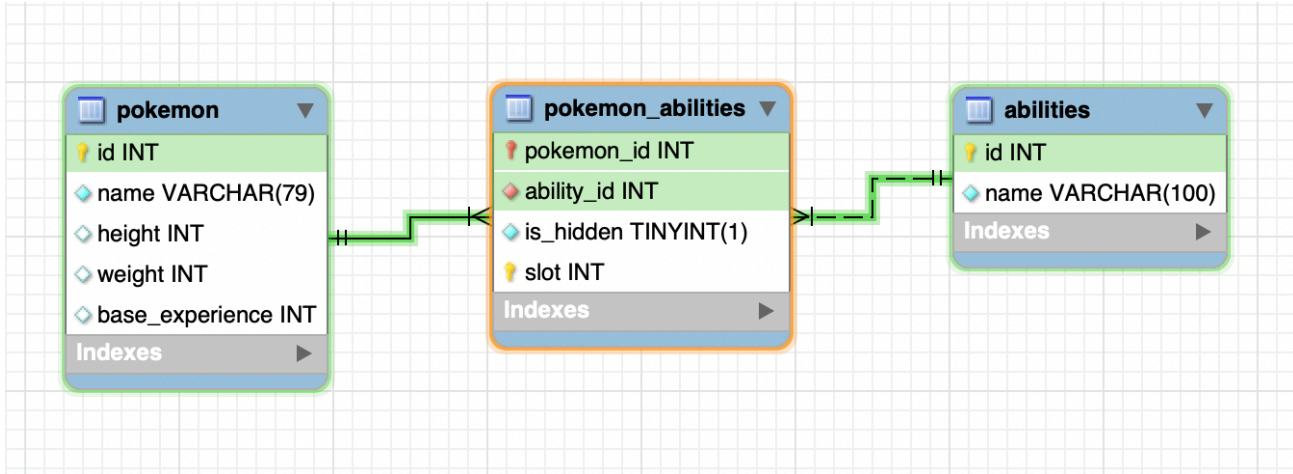 pokemon
id INT
name VARCHAR(79)
height INT
weight INT
base_experience INT
Indexes
pokemon_abilities
pokemon_id INT
ability_id INT
is_hidden TINYINT(1)
slot INT
Indexes
abilities
id INT
name VARCHAR(100)
Indexes